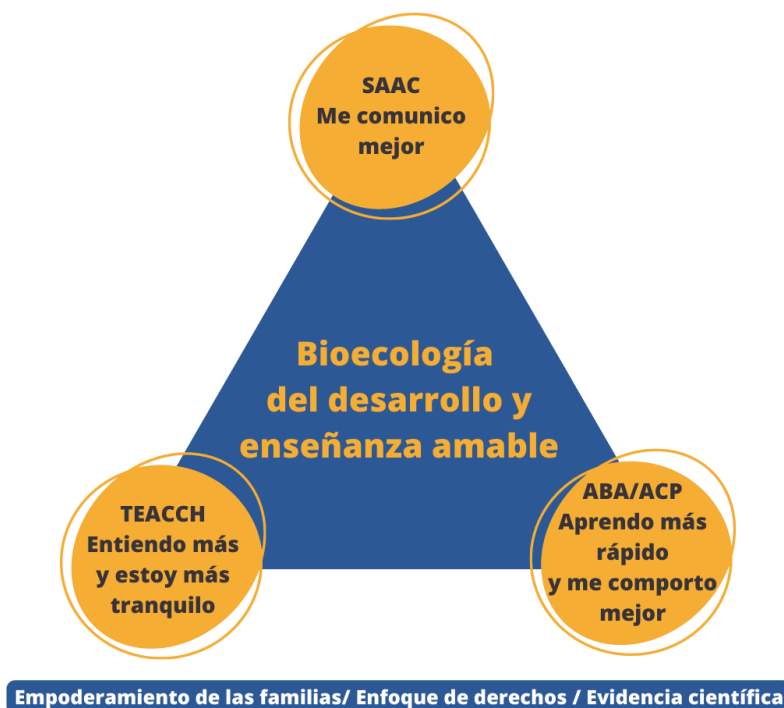 SAAC
Me comunico
mejor
Bioecología
del desarrollo y
enseñanza amable
TEACCH
Entiendo más
y estoy más
tranquilo
ABA/ACP
Aprendo más
rápido
y me comporto
mejor
Empoderamiento de las familias/ Enfoque de derechos / Evidencia científica